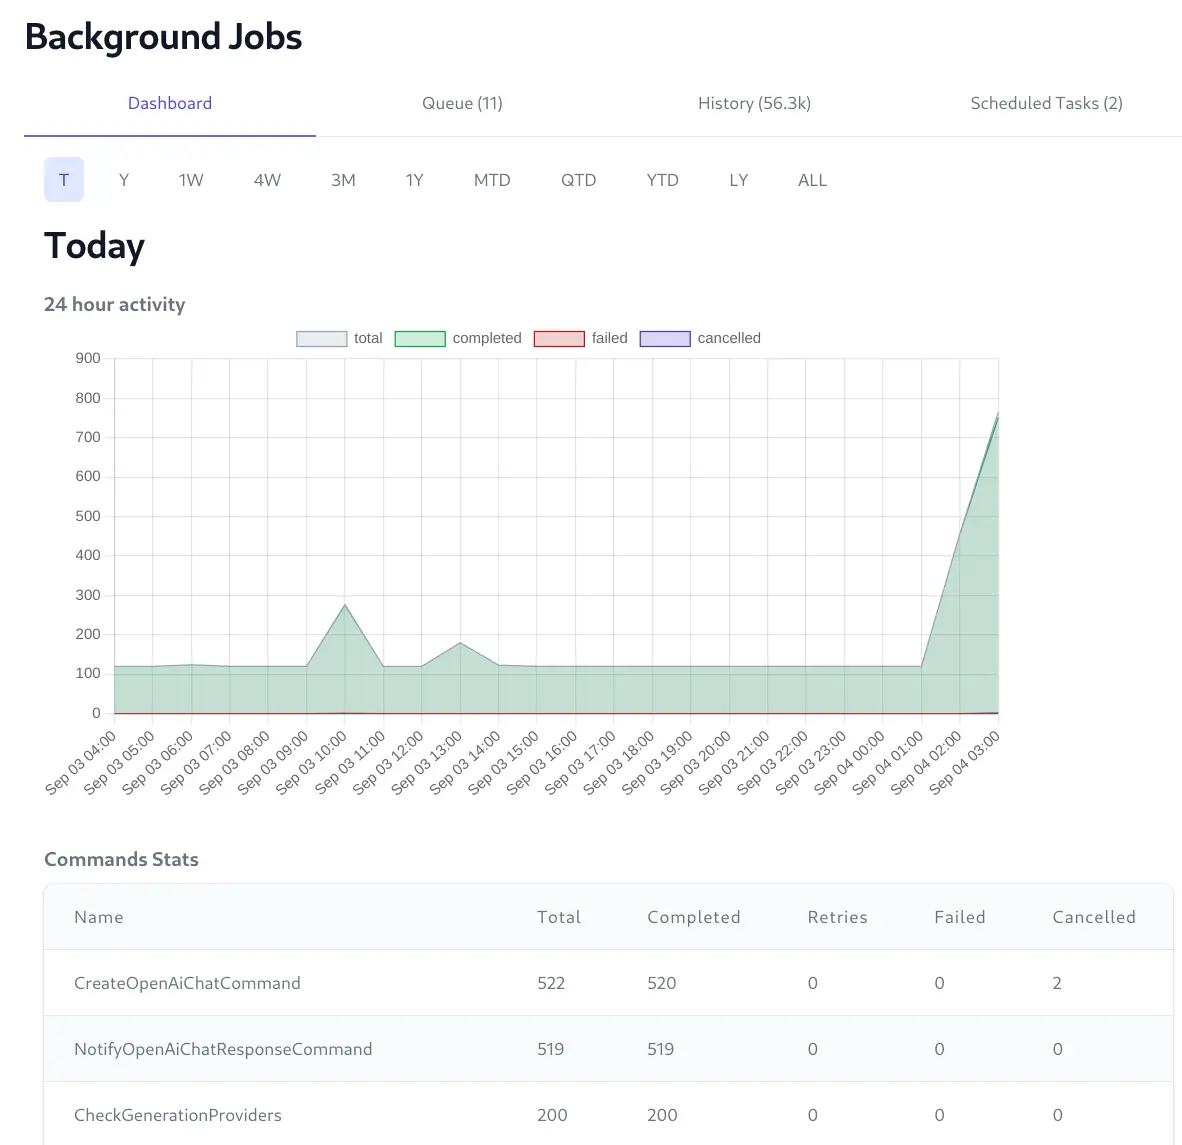 Background Jobs
Dashboard Queue (11) History (56.3k) Scheduled Tasks (2)
T Y 1W 4W 3M 1Y MTD QTD YTD LY ALL
Today
24 hour activity
total completed failed cancelled
900
800
700
600
500
400
300
200
100
0
Sep 03 04:00
Sep 03 05:00
Sep 03 06:00
Sep 03 07:00
Sep 03 08:00
Sep 03 09:00
Sep 03 10:00
Sep 03 11:00
Sep 03 12:00
Sep 03 13:00
Sep 03 14:00
Sep 03 15:00
Sep 03 16:00
Sep 03 17:00
Sep 03 18:00
Sep 03 19:00
Sep 03 20:00
Sep 03 21:00
Sep 03 22:00
Sep 03 23:00
Sep 04 00:00
Sep 04 01:00
Sep 04 02:00
Sep 04 03:00
Commands Stats
Name Total Completed Retries Failed Cancelled
CreateOpenAiChatCommand 522 520 0 0 2
NotifyOpenAiChatResponseCommand 519 519 0 0 0
CheckGenerationProviders 200 200 0 0 0